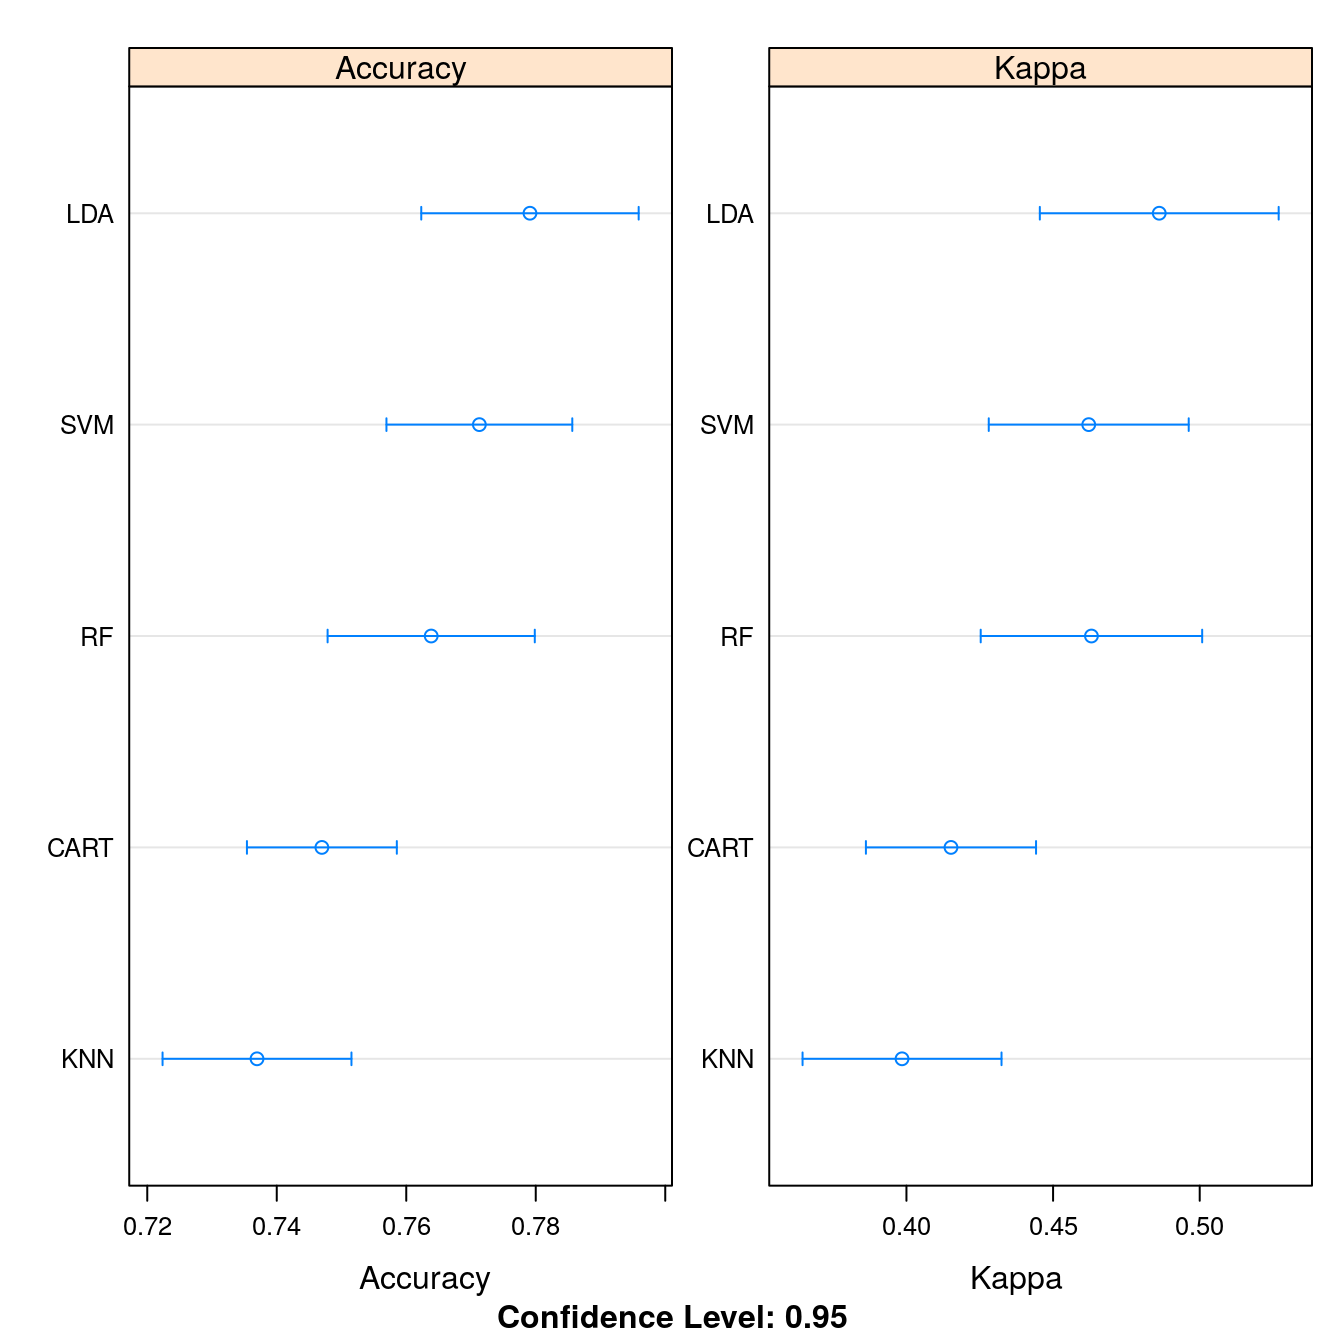 Accuracy
Kappa
LDA
LDA
SVM
SVM
RF
RF
CART
CART
KNN
KNN
0.72 0.74 0.76 0.78
0.40 0.45 0.50
Accuracy
Kappa
Confidence Level: 0.95